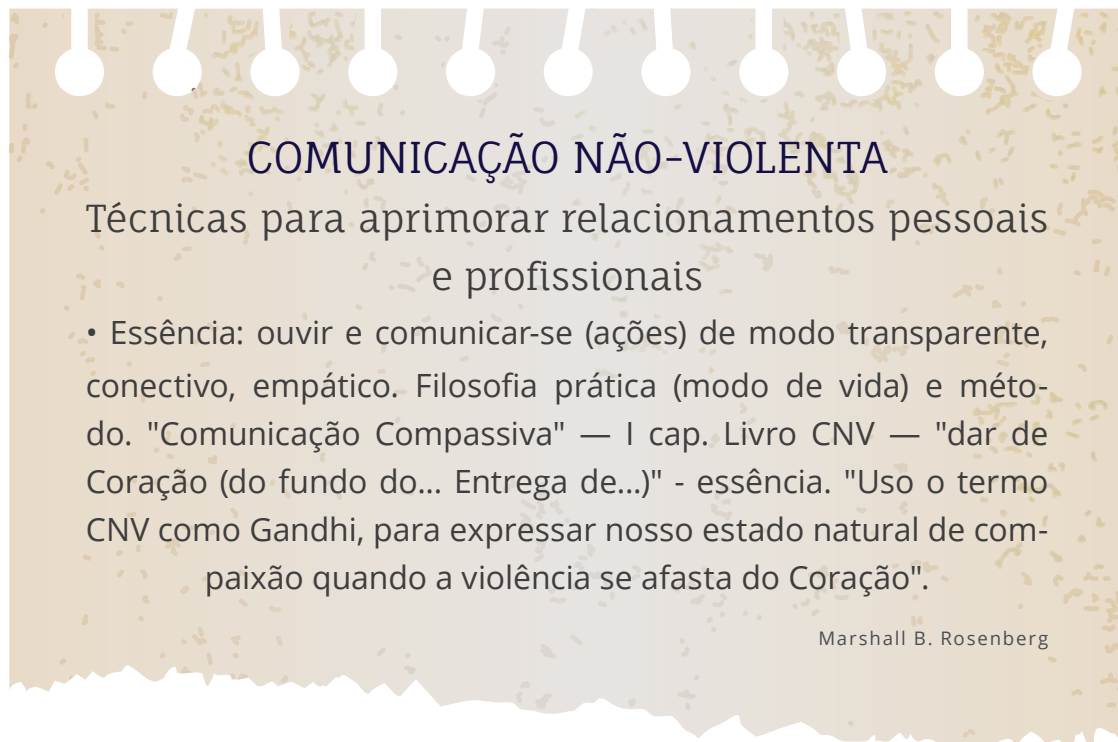 COMUNICAÇÃO NÃO-VIOLENTA
Técnicas para aprimorar relacionamentos pessoais
e profissionais
• Essência: ouvir e comunicar-se (ações) de modo transparente,
conectivo, empático. Filosofia prática (modo de vida) e méto-
do. "Comunicação Compassiva" — I cap. Livro CNV — "dar de
Coração (do fundo do... Entrega de...)" - essência. "Uso o termo
CNV como Gandhi, para expressar nosso estado natural de com-
paixão quando a violência se afasta do Coração".
Marshall B. Rosenberg